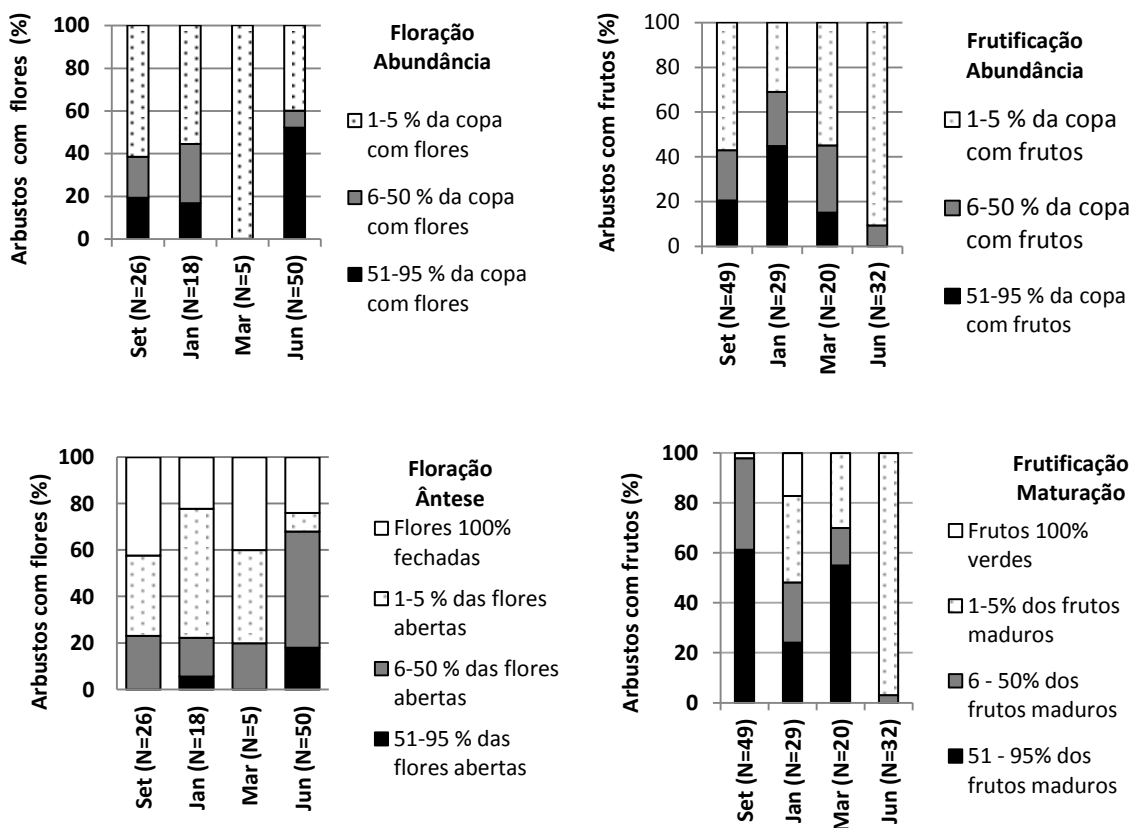 Arbustos com flores (%)
100
80
60
40
20
0
Set (N=26)
Jan (N=18)
Mar (N=5)
Jun (N=50)
Floração
Abundância
1-5 % da copa
com flores
6-50 % da copa
com flores
51-95 % da copa
com flores
Arbustos com frutos (%)
100
80
60
40
20
0
Set (N=49)
Jan (N=29)
Mar (N=20)
Jun (N=32)
Frutificação
Abundância
1-5 % da copa
com frutos
6-50 % da copa
com frutos
51-95 % da copa
com frutos
Arbustos com flores (%)
100
80
60
40
20
0
Set (N=26)
Jan (N=18)
Mar (N=5)
Jun (N=50)
Floração
Ântese
Flores 100%
fechadas
1-5 % das flores
abertas
6-50 % das flores
abertas
51-95 % das
flores abertas
Arbustos com frutos (%)
100
80
60
40
20
0
Set (N=49)
Jan (N=29)
Mar (N=20)
Jun (N=32)
Frutificação
Maturação
Frutos 100%
verdes
1-5% dos frutos
maduros
6 - 50% dos
frutos maduros
51 - 95% dos
frutos maduros